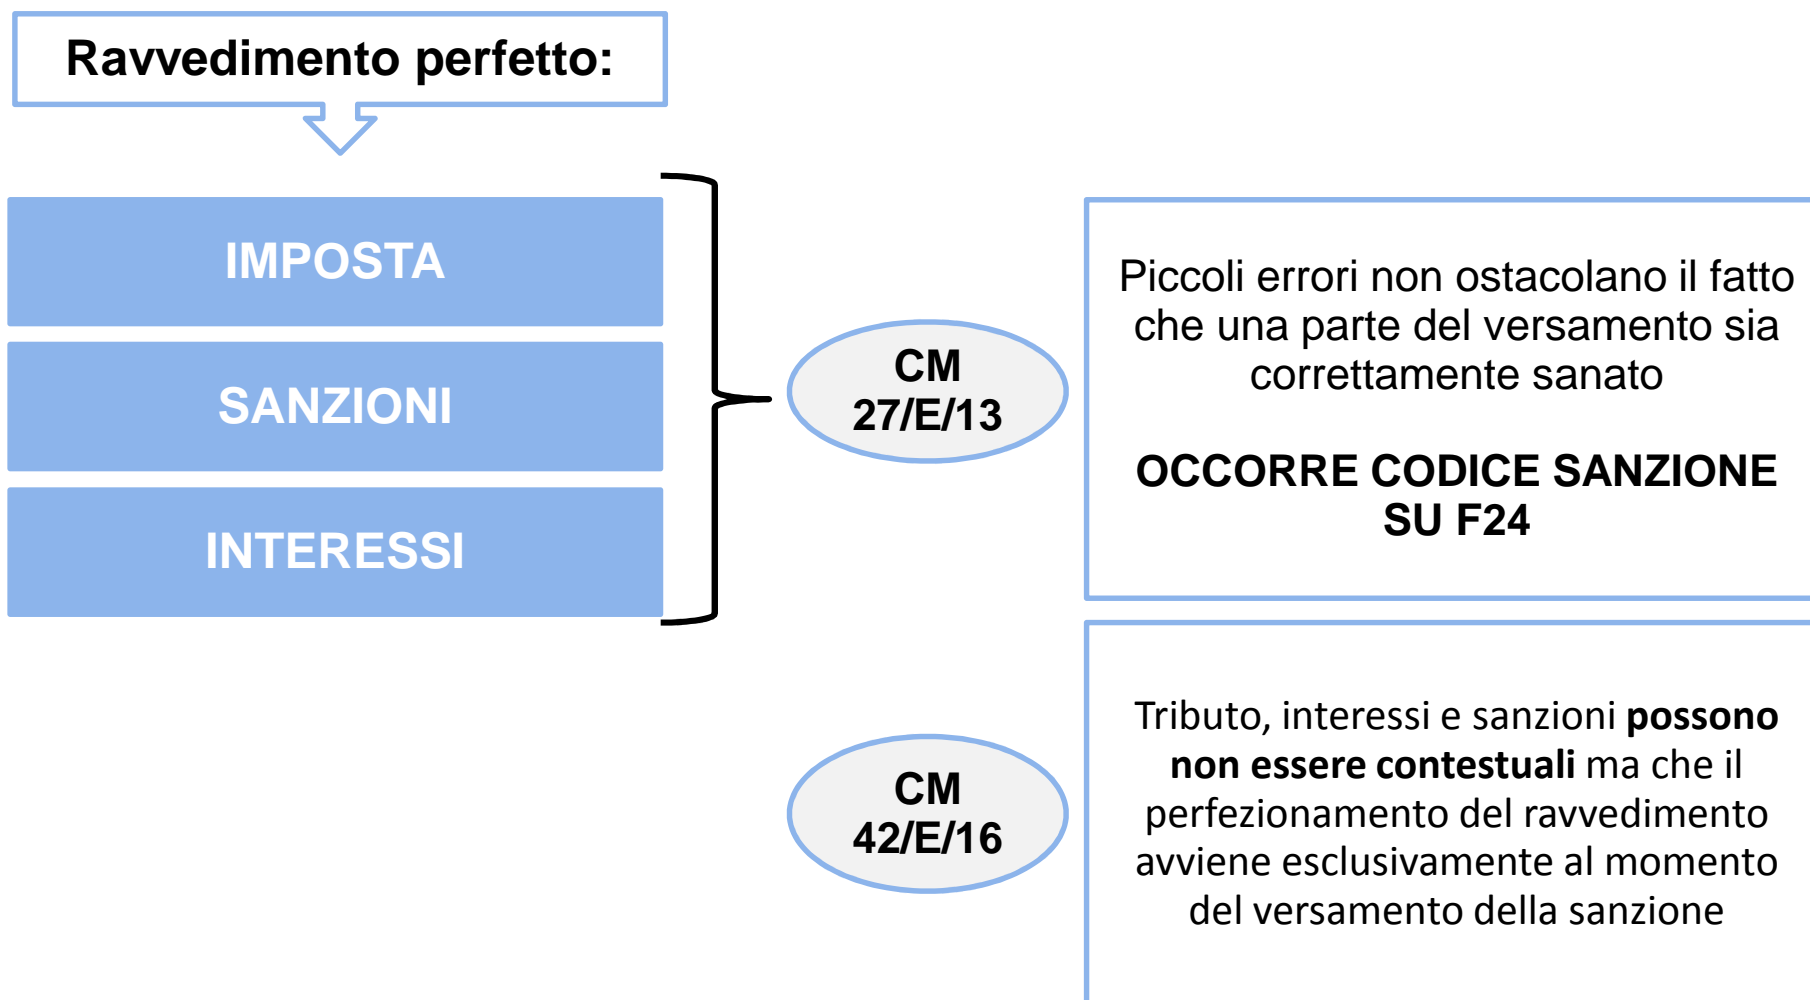 Ravvedimento perfetto:
IMPOSTA
SANZIONI
INTERESSI
CM
27/E/13
Piccoli errori non ostacolano il fatto
che una parte del versamento sia
correttamente sanato
OCCORRE CODICE SANZIONE
SU F24
CM
42/E/16
Tributo, interessi e sanzioni possono
non essere contestuali ma che il
perfezionamento del ravvedimento
avviene esclusivamente al momento
del versamento della sanzione